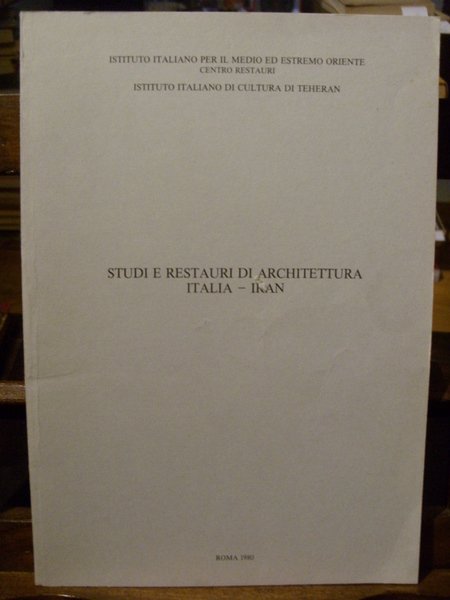 ISTITUTO ITALIANO PER IL MEDIO ED ESTREMO ORIENTE
CENTRO RESTAURI
ISTITUTO ITALIANO DI CULTURA DI TEHERAN
STUDI E RESTAURI DI ARCHITETTURA
ITALIA – IRAN
ROMA 1980